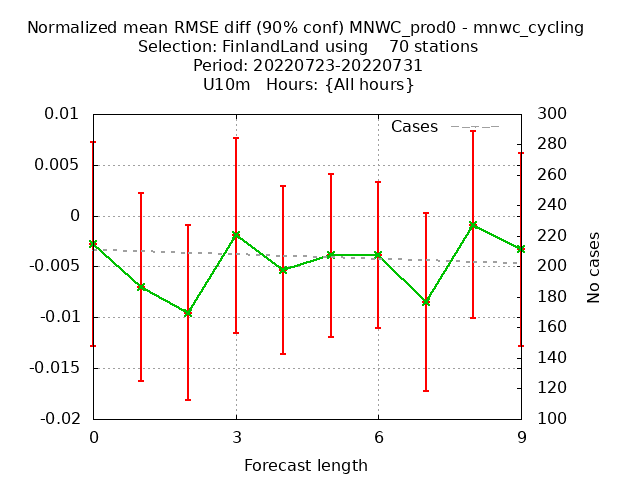 Normalized mean RMSE diff (90% conf) MNWC_prod0 - mnwc_cycling
Selection: FinlandLand using    70 stations
Period: 20220723-20220731
U10m   Hours: {All hours}
0.01
0.005
0
-0.005
-0.01
-0.015
-0.02
Cases
300
280
260
240
220
200
180
160
140
120
100
No cases
0 3 6 9
Forecast length